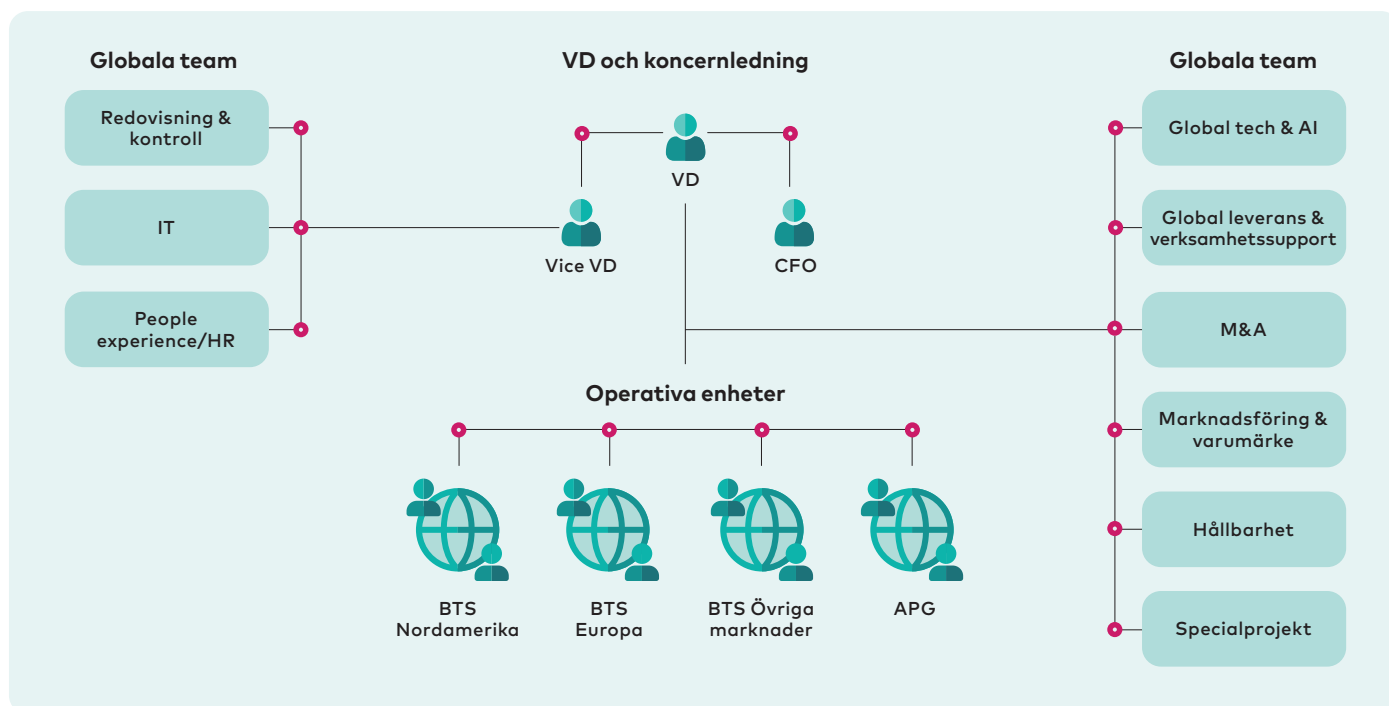 Globala team
Redovisning &
kontroll
IT
People
experience/HR
VD och koncernledning
VD
Vice VD
CFO
Operativa enheter
BTS
Nordamerika
BTS
Europa
BTS Övriga
marknader
APG
Globala team
Global tech & AI
Global leverans &
verksamhetssupport
M&A
Marknadsföring &
varumärke
Hållbarhet
Specialprojekt